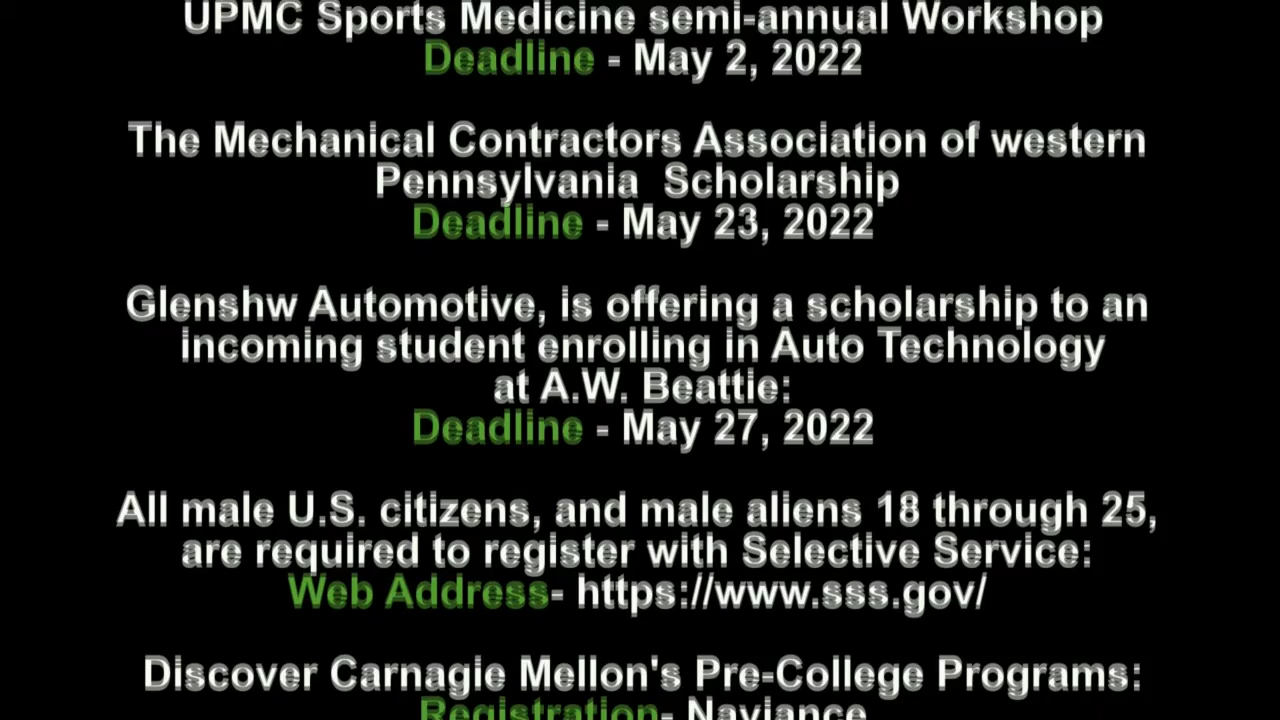 UPMC Sports Medicine semi-annual Workshop
Deadline - May 2, 2022
The Mechanical Contractors Association of western
Pennsylvania Scholarship
Deadline - May 23, 2022
Glenshw Automotive, is offering a scholarship to an
incoming student enrolling in Auto Technology
at A.W. Beattie:
Deadline - May 27, 2022
All male U.S. citizens, and male aliens 18 through 25,
are required to register with Selective Service:
Web Address- https://www.sss.gov/
Discover Carnagie Mellon's Pre-College Programs:
Registration- Naviance